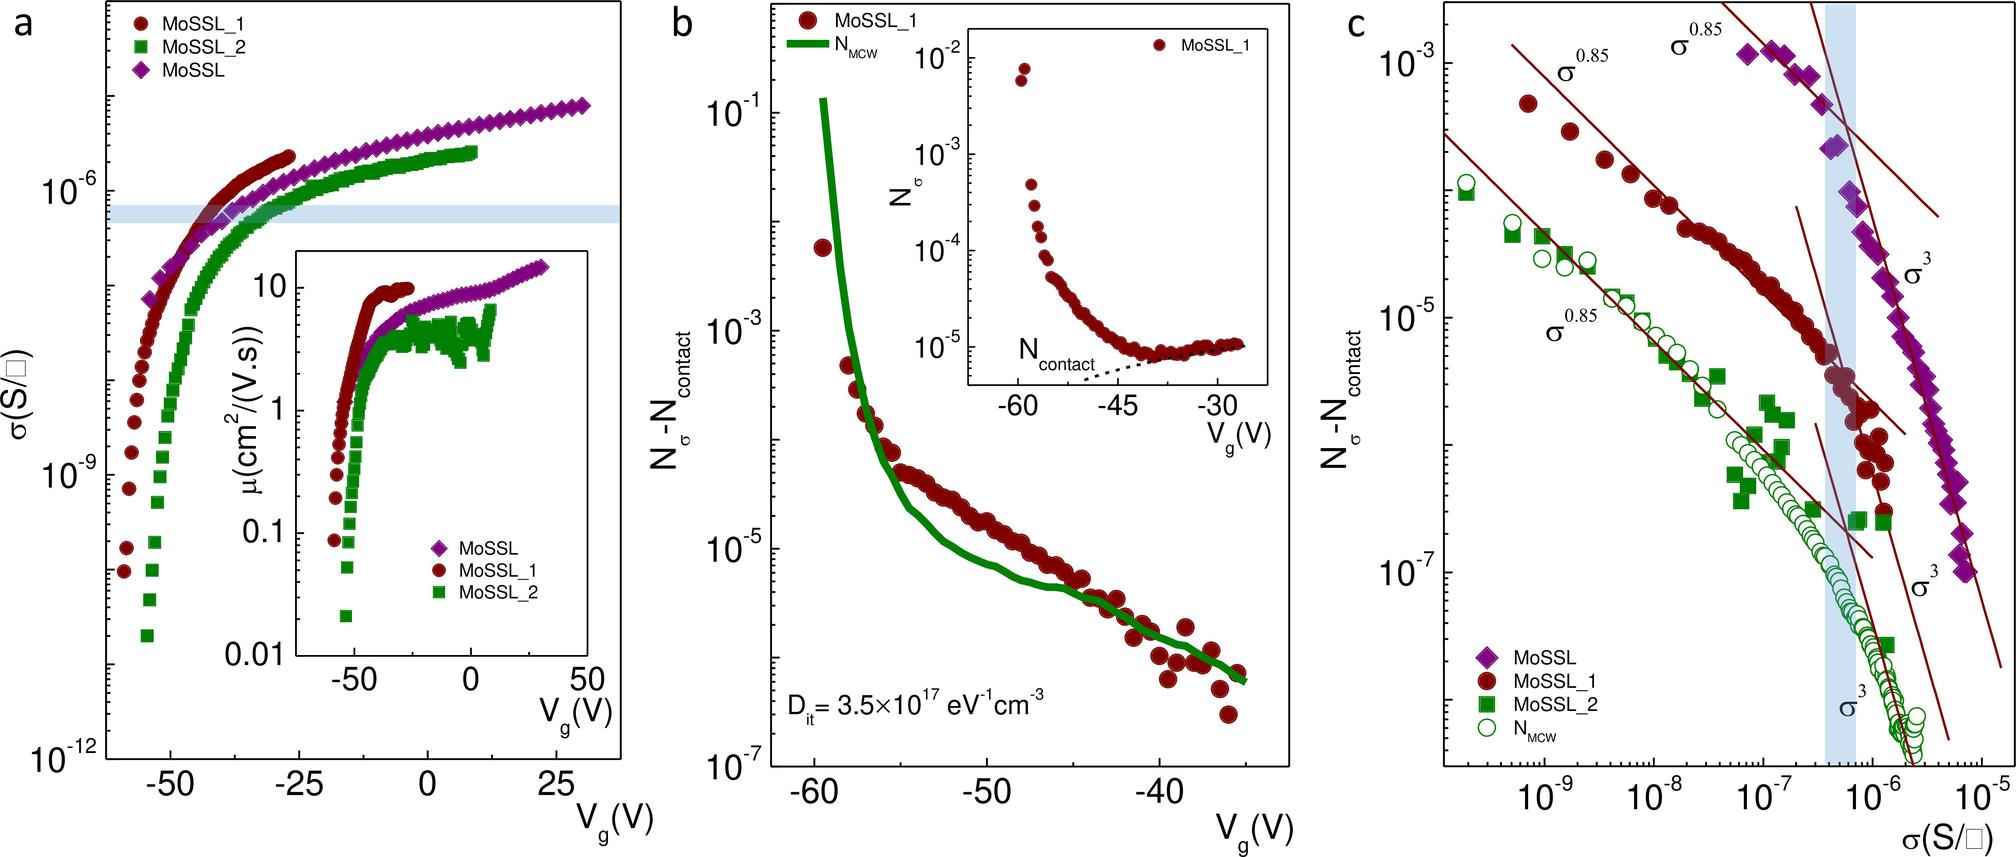 a
MoSSL_1
MoSSL_2
MoSSL
σ(S/□)
10^-6
10^-9
10^-12
-50
-25
0
25
V_g(V)
μ(cm^2/(V.s))
10
1
0.1
0.01
MoSSL
MoSSL_1
MoSSL_2
-50
0
50
V_g(V)
b
MoSSL_1
N_MCW
N_σ-N_contact
10^-1
10^-3
10^-5
10^-7
-60
-50
-40
V_g(V)
D_it= 3.5×10^17 eV^-1cm^-3
MoSSL_1
N_σ
10^-2
10^-3
10^-4
10^-5
N_contact
-60
-45
-30
V_g(V)
c
σ^0.85
σ^0.85
σ^0.85
σ^3
σ^3
σ^3
N_σ-N_contact
10^-3
10^-5
10^-7
MoSSL
MoSSL_1
MoSSL_2
N_MCW
10^-9
10^-8
10^-7
10^-6
10^-5
σ(S/□)